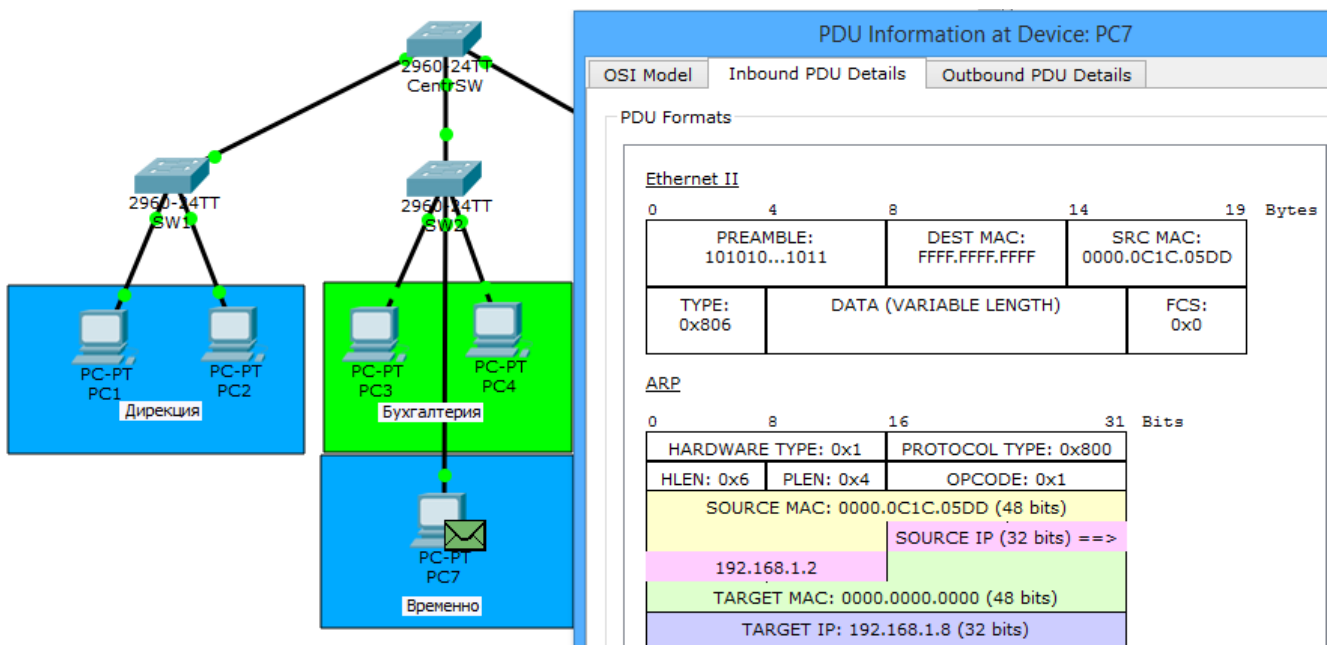 2960-24TT
CentrSW
2960-24TT
SW1
2960-24TT
SW2
PC-PT
PC1
PC-PT
PC2
Дирекция
PC-PT
PC3
PC-PT
PC4
Бухгалтерия
PC-PT
PC7
Временно
PDU Information at Device: PC7
OSI Model Inbound PDU Details Outbound PDU Details
PDU Formats
Ethernet II
0 4 8 14 19 Bytes
PREAMBLE: DEST MAC: SRC MAC:
101010...1011 FFFF.FFFF.FFFF 0000.0C1C.05DD
TYPE: DATA (VARIABLE LENGTH) FCS:
0x806 0x0
ARP
0 8 16 31 Bits
HARDWARE TYPE: 0x1 PROTOCOL TYPE: 0x800
HLEN: 0x6 PLEN: 0x4 OPCODE: 0x1
SOURCE MAC: 0000.0C1C.05DD (48 bits)
SOURCE IP (32 bits) ==>
192.168.1.2
TARGET MAC: 0000.0000.0000 (48 bits)
TARGET IP: 192.168.1.8 (32 bits)